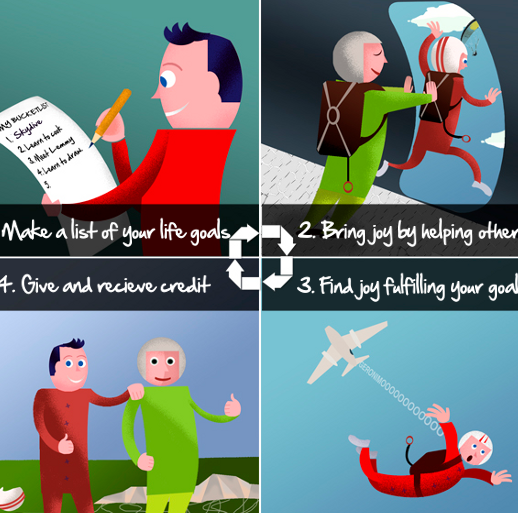 MY BUCKETLIST
1. Skydive
2. Learn to cook
3. Meet Lemmy
4. Learn to draw
5.
Make a list of your life goals
2. Bring joy by helping other
4. Give and recieve credit
3. Find joy fulfilling your goal
GERONIMOOOOOOOOOOOOO